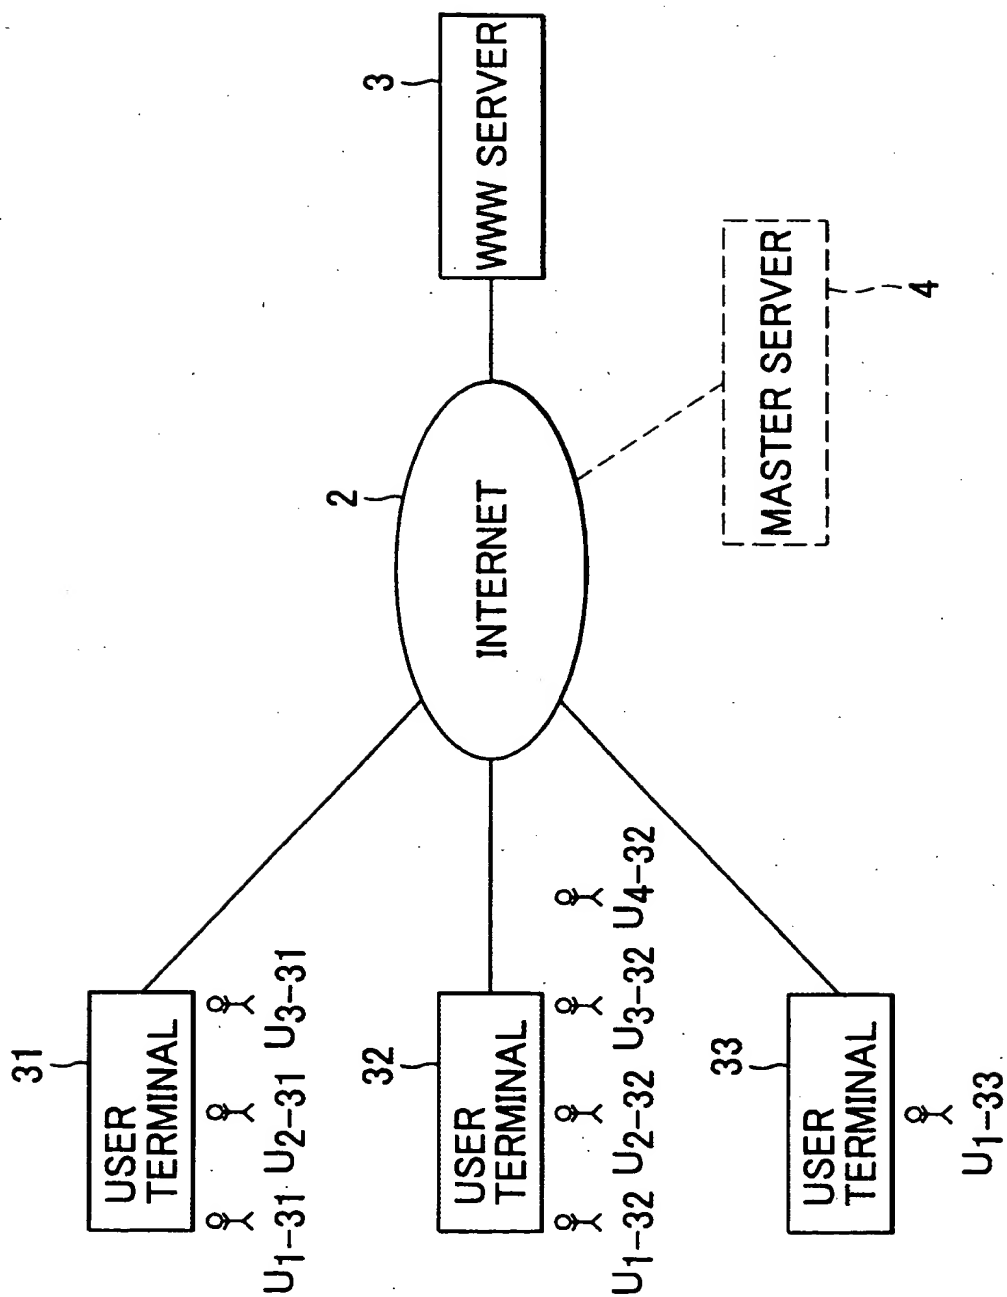 31
USER
TERMINAL
U1-31 U2-31 U3-31
32
USER
TERMINAL
U1-32 U2-32 U3-32 U4-32
33
USER
TERMINAL
U1-33
2
INTERNET
3
WWW SERVER
MASTER SERVER
4